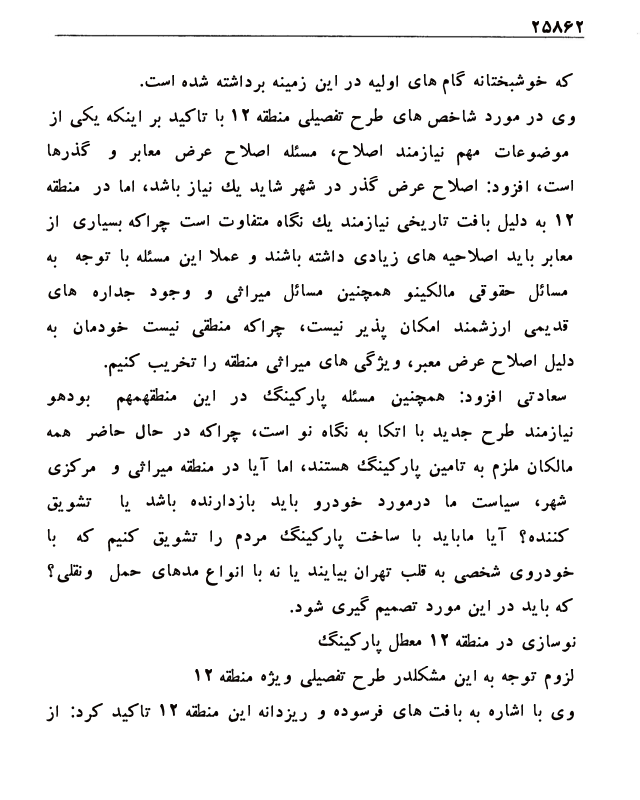 ۲۵۸۶۲
که خوشبختانه گام های اولیه در این زمینه برداشته شده است.
وی در مورد شاخص های طرح تفصیلی منطقه ۱۲ با تاکید بر اینکه یکی از
موضوعات مهم نیازمند اصلاح، مسئله اصلاح عرض معابر و گذرها
است، افزود: اصلاح عرض گذر در شهر شاید یك نیاز باشد، اما در منطقه
۱۲ به دلیل بافت تاریخی نیازمند یك نگاه متفاوت است چراکه بسیاری از
معابر باید اصلاحیه های زیادی داشته باشند و عملا این مسئله با توجه به
مسائل حقوقی مالکینو همچنین مسائل میراثی و وجود جداره های
قدیمی ارزشمند امکان پذیر نیست، چراکه منطقی نیست خودمان به
دلیل اصلاح عرض معبر، ویژگی های میراثی منطقه را تخریب کنیم.
سعادتی افزود: همچنین مسئله پارکینگ در این منطقهمهم بودهو
نیازمند طرح جدید با اتکا به نگاه نو است، چراکه در حال حاضر همه
مالکان ملزم به تامین پارکینگ هستند، اما آیا در منطقه میراثی و مرکزی
شهر، سیاست ما درمورد خودرو باید بازدارنده باشد یا تشویق
کننده؟ آیا ماباید با ساخت پارکینگ مردم را تشویق کنیم که با
خودروی شخصی به قلب تهران بیایند یا نه با انواع مدهای حمل ونقلی؟
که باید در این مورد تصمیم گیری شود.
نوسازی در منطقه ۱۲ معطل پارکینگ
لزوم توجه به این مشکلدر طرح تفصیلی ویژه منطقه ۱۲
وی با اشاره به بافت های فرسوده و ریزدانه این منطقه ۱۲ تاکید کرد: از